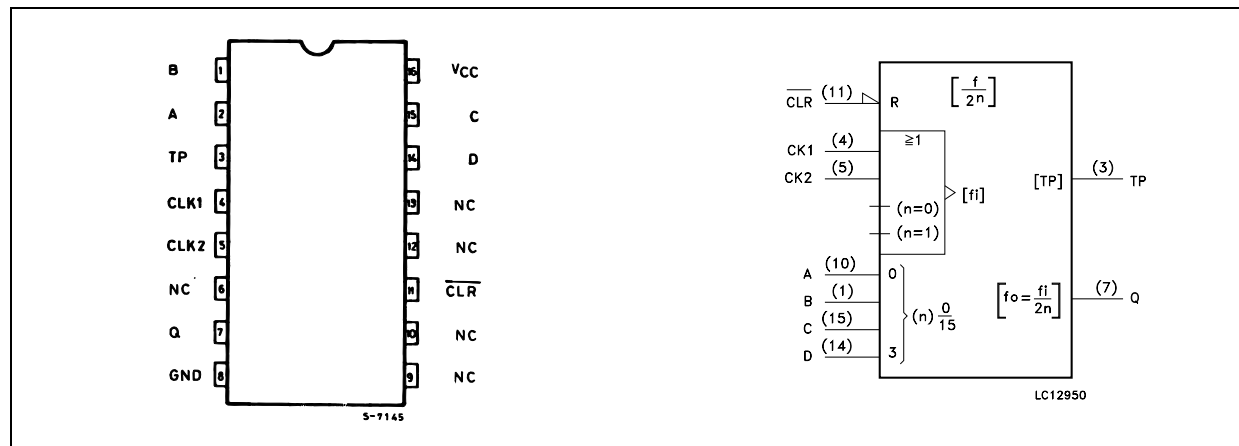 B 1 16 VCC
A 2 15 C
TP 3 14 D
CLK1 4 13 NC
CLK2 5 12 NC
NC 6 11 CLR
Q 7 10 NC
GND 8 9 NC
S-7145
CLR (11) R [f/2n]
CK1 (4) ≥1
CK2 (5)
[fi]
(n=0)
(n=1)
[TP] (3) TP
A (10) 0
B (1)
C (15)
D (14) 3
(n) 0/15
[fo=fi/2n] (7) Q
LC12950